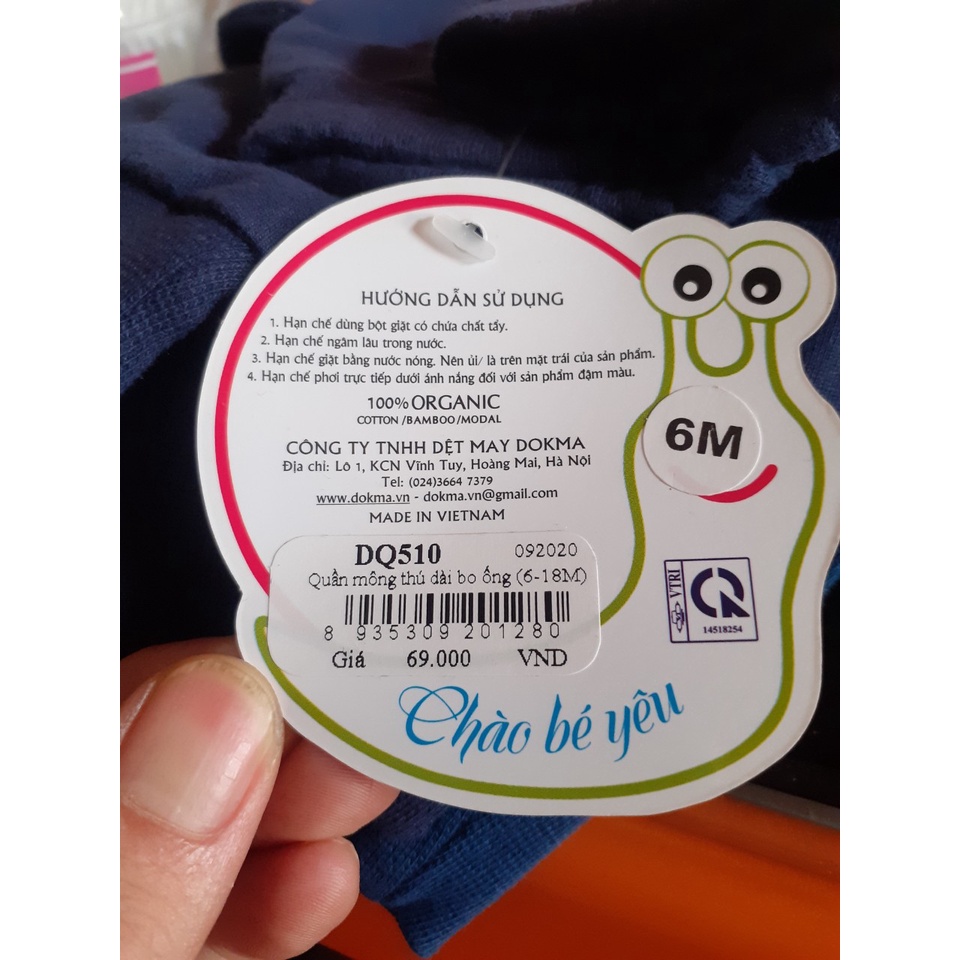 HƯỚNG DẪN SỬ DỤNG
1. Hạn chế dùng bột giặt có chứa chất tẩy.
2. Hạn chế ngâm lâu trong nước.
3. Hạn chế giặt bằng nước nóng. Nên ủi/ là trên mặt trái của sản phẩm.
4. Hạn chế phơi trực tiếp dưới ánh nắng đối với sản phẩm đậm màu.
100% ORGANIC
COTTON /BAMBOO/MODAL
CÔNG TY TNHH DỆT MAY DOKMA
Địa chỉ: Lô 1, KCN Vĩnh Tuy, Hoàng Mai, Hà Nội
Tel: (024)3664 7379
www.dokma.vn - dokma.vn@gmail.com
MADE IN VIETNAM
6M
DQ510 092020
Quần mông thú dài bo ống (6-18M)
8 935309 201280
Giá 69.000 VND
VTRI
14518254
Chào bé yêu